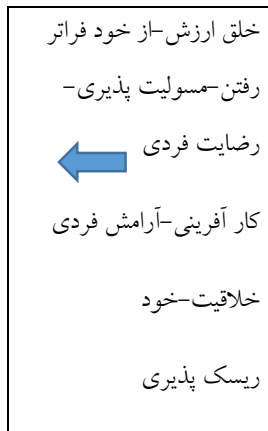 خلق ارزش-از خود فراتر
رفتن-مسولیت پذیری-
رضایت فردی
کار آفرینی-آرامش فردی
خلاقیت-خود
ریسک پذیری